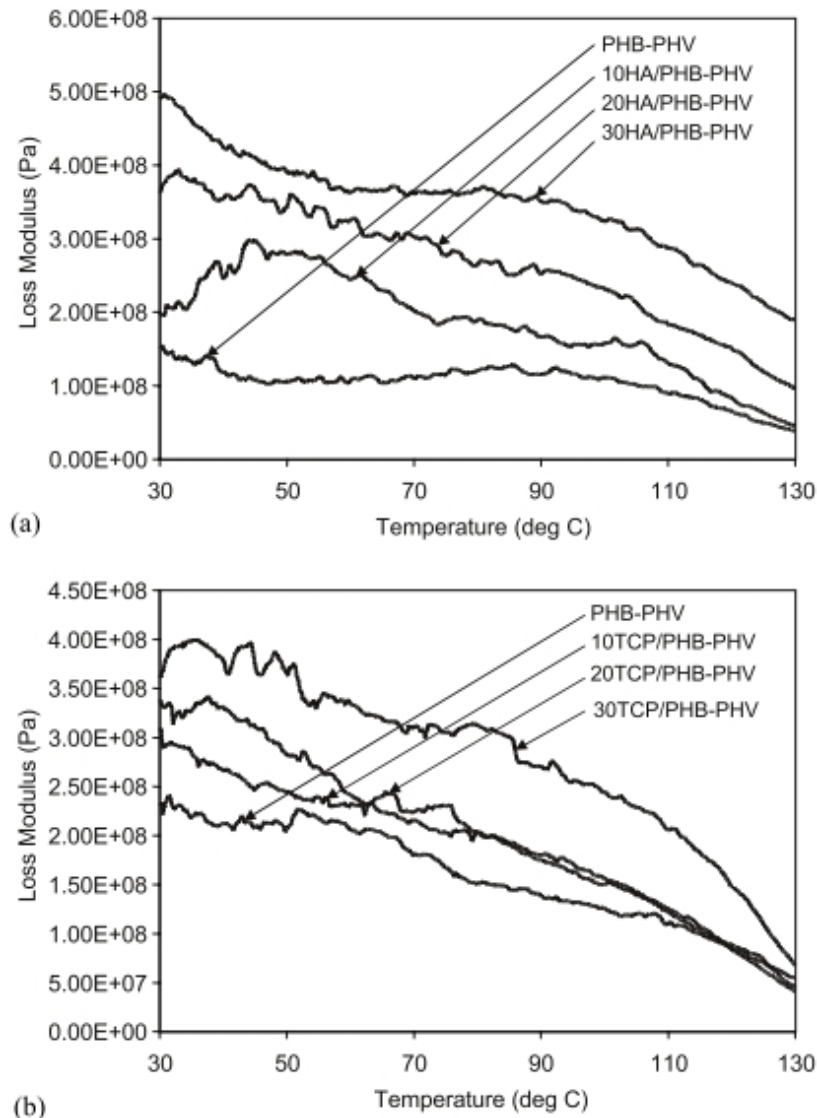 6.00E+08
5.00E+08
4.00E+08
3.00E+08
2.00E+08
1.00E+08
0.00E+00
Loss Modulus (Pa)
PHB-PHV
10HA/PHB-PHV
20HA/PHB-PHV
30HA/PHB-PHV
30 50 70 90 110 130
Temperature (deg C)
(a)
4.50E+08
4.00E+08
3.50E+08
3.00E+08
2.50E+08
2.00E+08
1.50E+08
1.00E+08
5.00E+07
0.00E+00
Loss Modulus (Pa)
PHB-PHV
10TCP/PHB-PHV
20TCP/PHB-PHV
30TCP/PHB-PHV
30 50 70 90 110 130
Temperature (deg C)
(b)